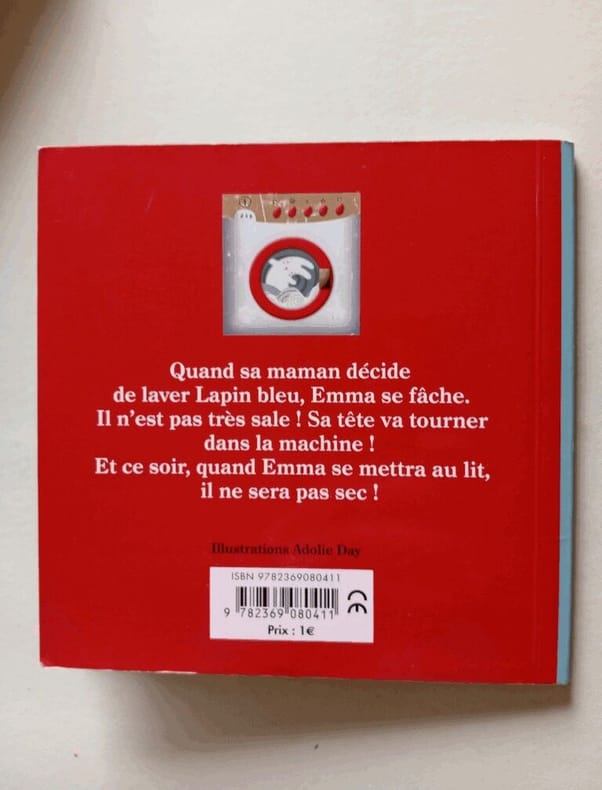 Quand sa maman décide
de laver Lapin bleu, Emma se fâche.
Il n'est pas très sale ! Sa tête va tourner
dans la machine !
Et ce soir, quand Emma se mettra au lit,
il ne sera pas sec !
Illustrations Adolie Day
ISBN 9782369080411
9 782369 080411
CE
Prix : 1€